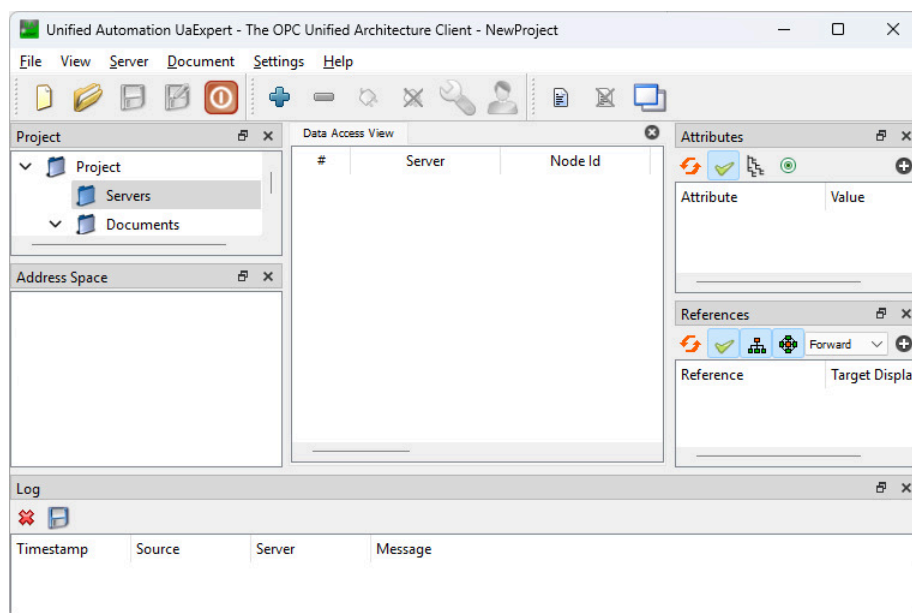 Unified Automation UaExpert - The OPC Unified Architecture Client - NewProject
File View Server Document Settings Help
Project
Project
Servers
Documents
Address Space
Data Access View
# Server Node Id
Attributes
Attribute Value
References
Forward
Reference Target Displa
Log
Timestamp Source Server Message